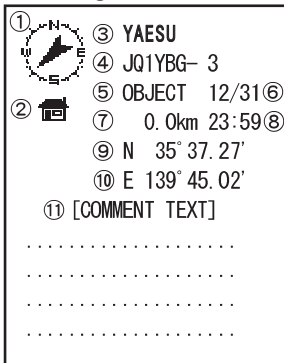 ① N ③ YAESU
W E ④ JQ1YBG- 3
S
② ⑤ OBJECT 12/31⑥
⑦ 0.0km 23:59⑧
⑨ N 35°37.27'
⑩ E 139°45.02'
⑪ [COMMENT TEXT]
....................
....................
....................
....................